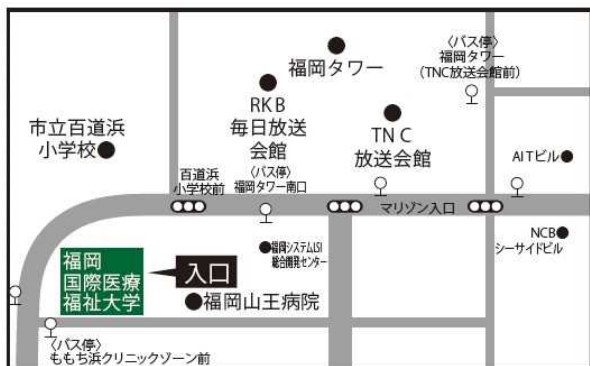 〈バス停〉
福岡タワー
（TNC放送会館前）
福岡タワー
RKB
毎日放送
会館
TNC
放送会館
市立百道浜
小学校
AITビル
百道浜
小学校前
〈バス停〉
福岡タワー南口
マリゾン入口
NCB
シーサイドビル
福岡システムLSI
総合開発センター
福岡
国際医療
福祉大学
入口
福岡山王病院
〈バス停〉
ももち浜クリニックゾーン前